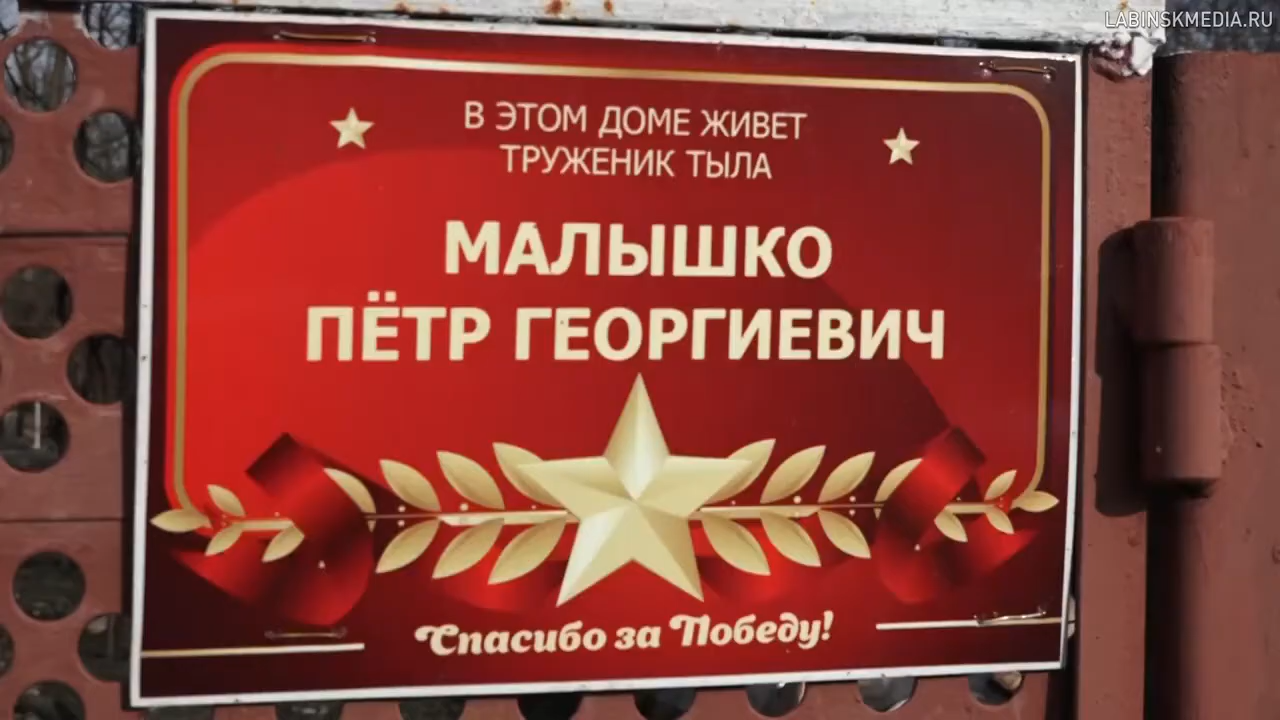 LABINSKMEDIA.RU
В ЭТОМ ДОМЕ ЖИВЕТ
ТРУЖЕНИК ТЫЛА
МАЛЫШКО
ПЁТР ГЕОРГИЕВИЧ
Спасибо за Победу!